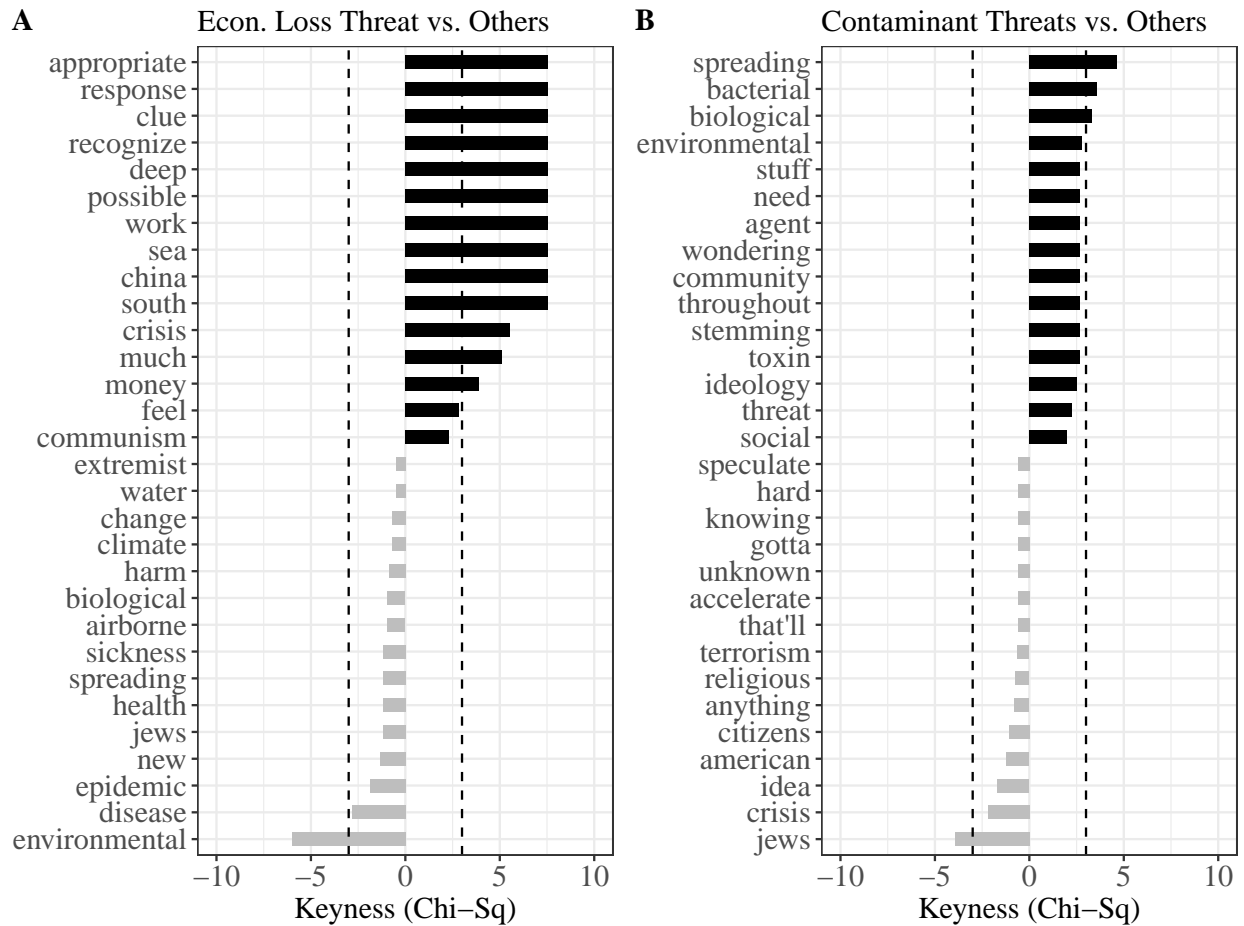 A
Econ. Loss Threat vs. Others
appropriate
response
clue
recognize
deep
possible
work
sea
china
south
crisis
much
money
feel
communism
extremist
water
change
climate
harm
biological
airborne
sickness
spreading
health
jews
new
epidemic
disease
environmental
−10 −5 0 5 10
Keyness (Chi−Sq)
B
Contaminant Threats vs. Others
spreading
bacterial
biological
environmental
stuff
need
agent
wondering
community
throughout
stemming
toxin
ideology
threat
social
speculate
hard
knowing
gotta
unknown
accelerate
that'll
terrorism
religious
anything
citizens
american
idea
crisis
jews
−10 −5 0 5 10
Keyness (Chi−Sq)